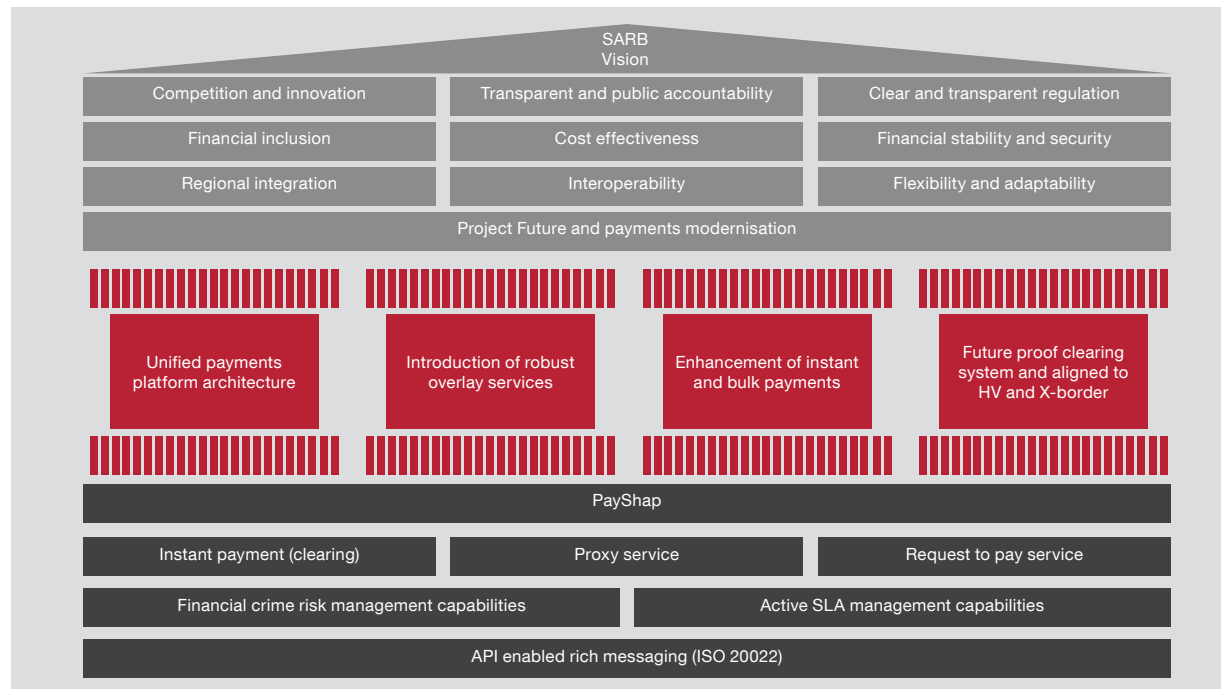 SARB
Vision
Competition and innovation
Transparent and public accountability
Clear and transparent regulation
Financial inclusion
Cost effectiveness
Financial stability and security
Regional integration
Interoperability
Flexibility and adaptability
Project Future and payments modernisation
Unified payments
platform architecture
Introduction of robust
overlay services
Enhancement of instant
and bulk payments
Future proof clearing
system and aligned to
HV and X-border
PayShap
Instant payment (clearing)
Proxy service
Request to pay service
Financial crime risk management capabilities
Active SLA management capabilities
API enabled rich messaging (ISO 20022)